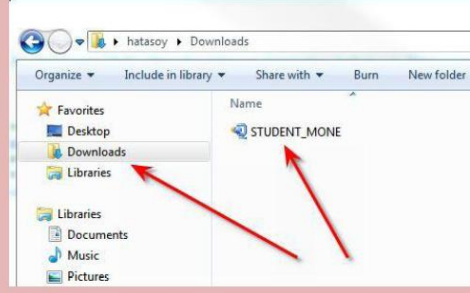 hatasoy Downloads
Organize Include in library Share with Burn New folder
Favorites
Desktop
Downloads
Libraries
Libraries
Documents
Music
Pictures
Name
STUDENT_MONE